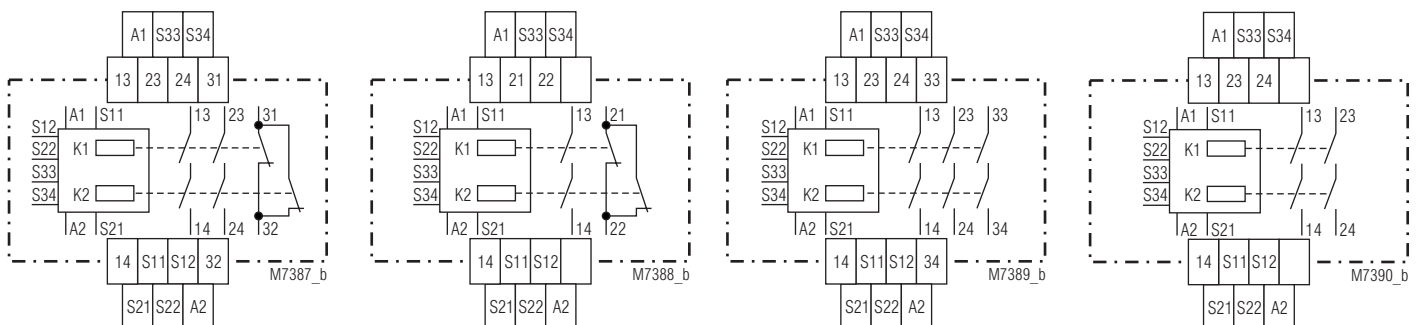 A1 S33 S34
13 23 24 31
A1 S11 13 23 31
S12
S22 K1
S33
S34 K2
A2 S21 14 24 32
14 S11 S12 32
M7387_b
S21 S22 A2
A1 S33 S34
13 21 22
A1 S11 13 21
S12
S22 K1
S33
S34 K2
A2 S21 14 22
14 S11 S12
M7388_b
S21 S22 A2
A1 S33 S34
13 23 24 33
A1 S11 13 23 33
S12
S22 K1
S33
S34 K2
A2 S21 14 24 34
14 S11 S12 34
M7389_b
S21 S22 A2
A1 S33 S34
13 23 24
A1 S11 13 23
S12
S22 K1
S33
S34 K2
A2 S21 14 24
14 S11 S12
M7390_b
S21 S22 A2